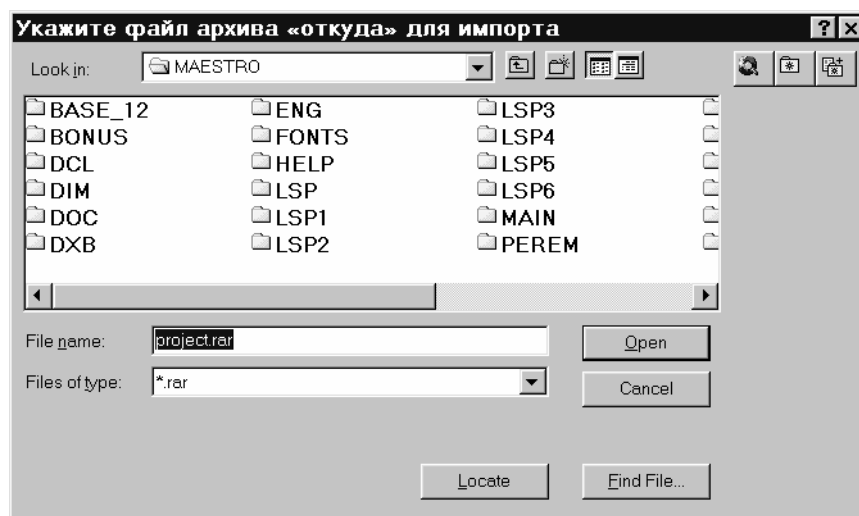 Укажите файл архива «откуда» для импорта
Look in: MAESTRO
BASE_12 ENG LSP3
BONUS FONTS LSP4
DCL HELP LSP5
DIM LSP LSP6
DOC LSP1 MAIN
DXB LSP2 PEREM
File name: project.rar Open
Files of type: *.rar Cancel
Locate Find File...